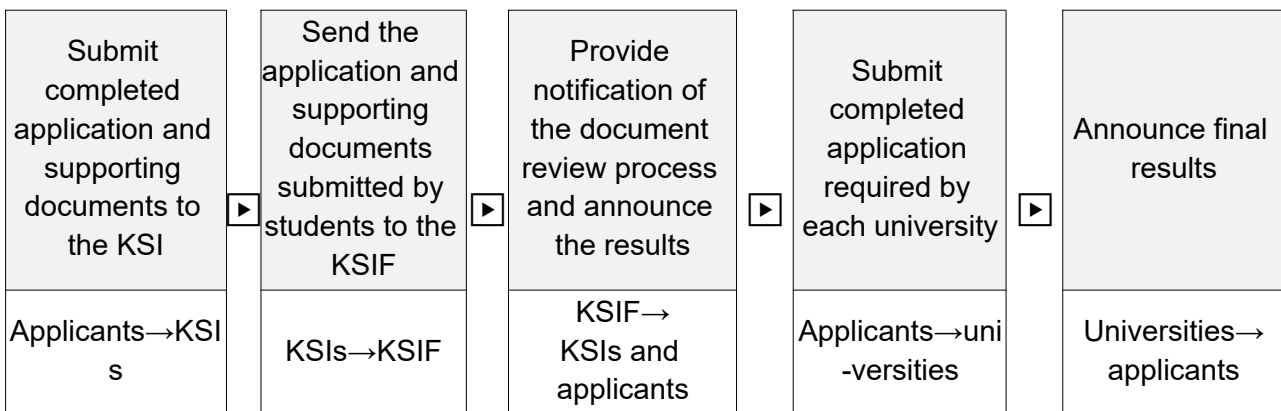 Submit
completed
application and
supporting
documents to
the KSI
Applicants→KSI
s
Send the
application and
supporting
documents
submitted by
students to the
KSIF
KSIs→KSIF
Provide
notification of
the document
review process
and announce
the results
KSIF→
KSIs and
applicants
Submit
completed
application
required by
each university
Applicants→uni
-versities
Announce final
results
Universities→
applicants